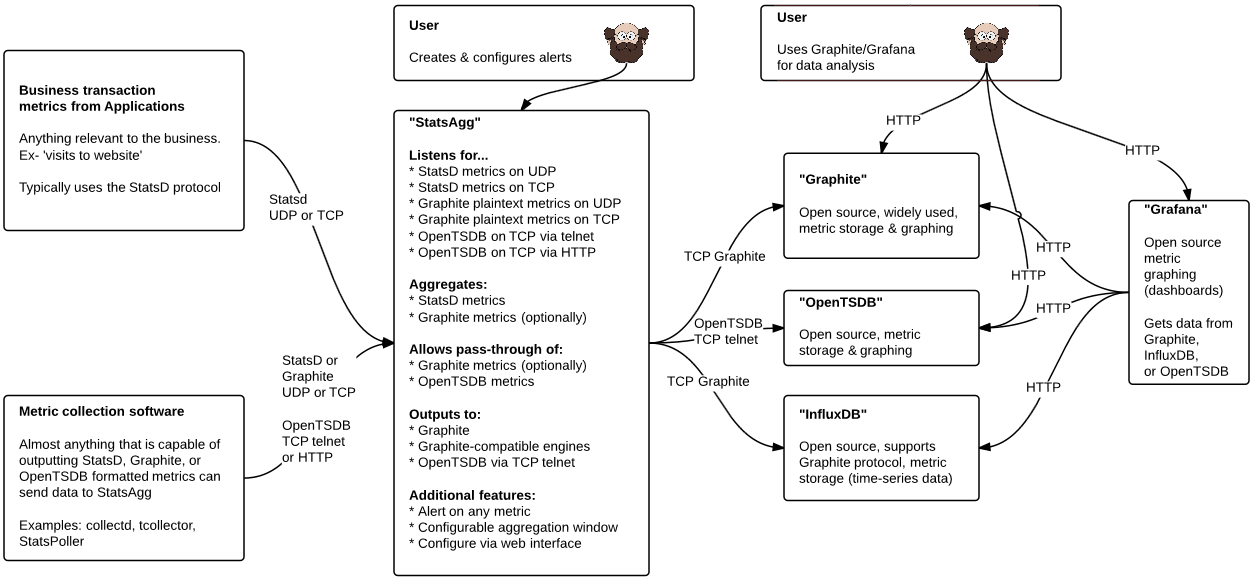 Business transaction
metrics from Applications
Anything relevant to the business.
Ex- 'visits to website'
Typically uses the StatsD protocol
Statsd
UDP or TCP
Metric collection software
Almost anything that is capable of
outputting StatsD, Graphite, or
OpenTSDB formatted metrics can
send data to StatsAgg
Examples: collectd, tcollector,
StatsPoller
StatsD or
Graphite
UDP or TCP
OpenTSDB
TCP telnet
or HTTP
User
Creates & configures alerts
"StatsAgg"
Listens for...
* StatsD metrics on UDP
* StatsD metrics on TCP
* Graphite plaintext metrics on UDP
* Graphite plaintext metrics on TCP
* OpenTSDB on TCP via telnet
* OpenTSDB on TCP via HTTP
Aggregates:
* StatsD metrics
* Graphite metrics (optionally)
Allows pass-through of:
* Graphite metrics (optionally)
* OpenTSDB metrics
Outputs to:
* Graphite
* Graphite-compatible engines
* OpenTSDB via TCP telnet
Additional features:
* Alert on any metric
* Configurable aggregation window
* Configure via web interface
TCP Graphite
OpenTSDB
TCP telnet
TCP Graphite
User
Uses Graphite/Grafana
for data analysis
HTTP
HTTP
HTTP
"Graphite"
Open source, widely used,
metric storage & graphing
"OpenTSDB"
Open source, metric
storage & graphing
"InfluxDB"
Open source, supports
Graphite protocol, metric
storage (time-series data)
HTTP
HTTP
HTTP
"Grafana"
Open source
metric
graphing
(dashboards)
Gets data from
Graphite,
InfluxDB,
or OpenTSDB